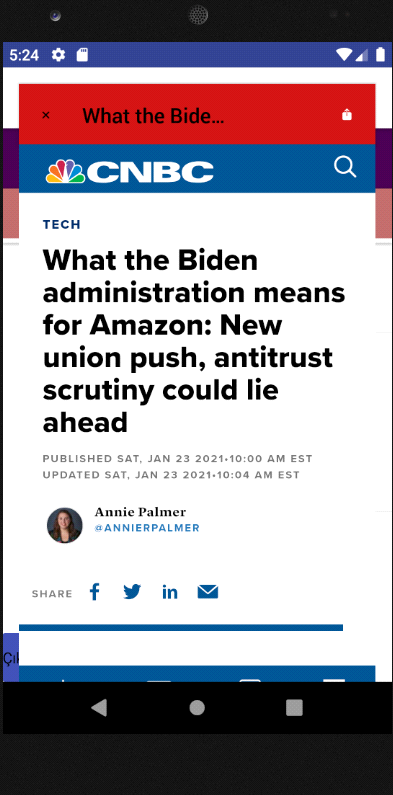 5:24
× What the Bide...
CNBC
TECH
What the Biden
administration means
for Amazon: New
union push, antitrust
scrutiny could lie
ahead
PUBLISHED SAT, JAN 23 2021•10:00 AM EST
UPDATED SAT, JAN 23 2021•10:04 AM EST
Annie Palmer
@ANNIERPALMER
SHARE